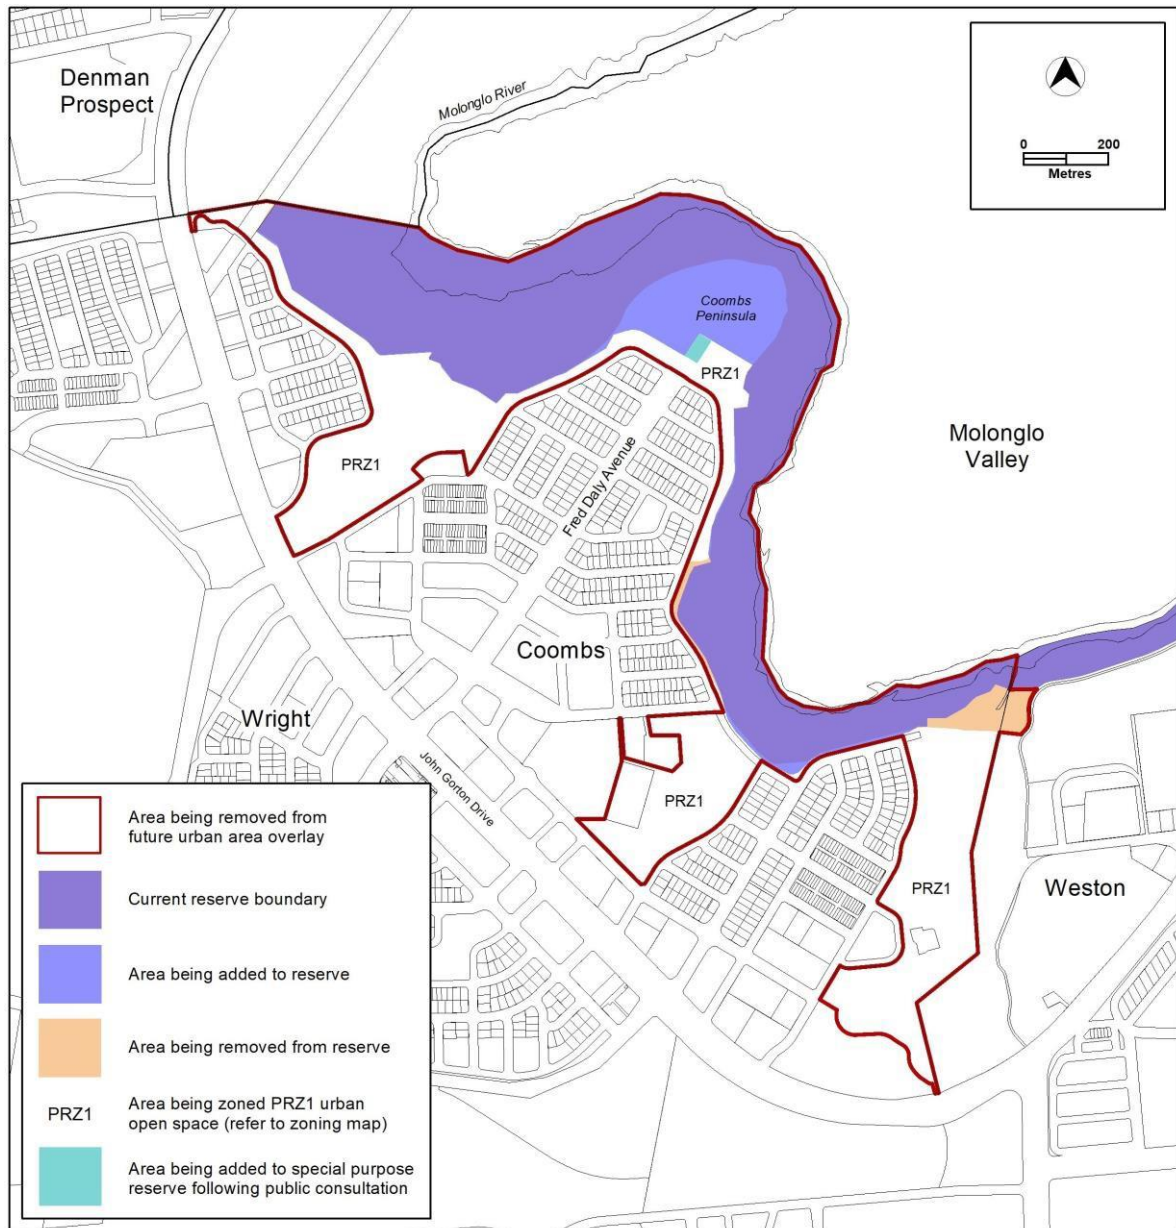 Denman
Prospect
Molonglo River
0 200
Metres
Coombs
Peninsula
PRZ1
Molonglo
Valley
PRZ1
Fred Daly Avenue
Coombs
Wright
John Gorton Drive
PRZ1
PRZ1
Weston
Area being removed from
future urban area overlay
Current reserve boundary
Area being added to reserve
Area being removed from reserve
PRZ1 Area being zoned PRZ1 urban
open space (refer to zoning map)
Area being added to special purpose
reserve following public consultation